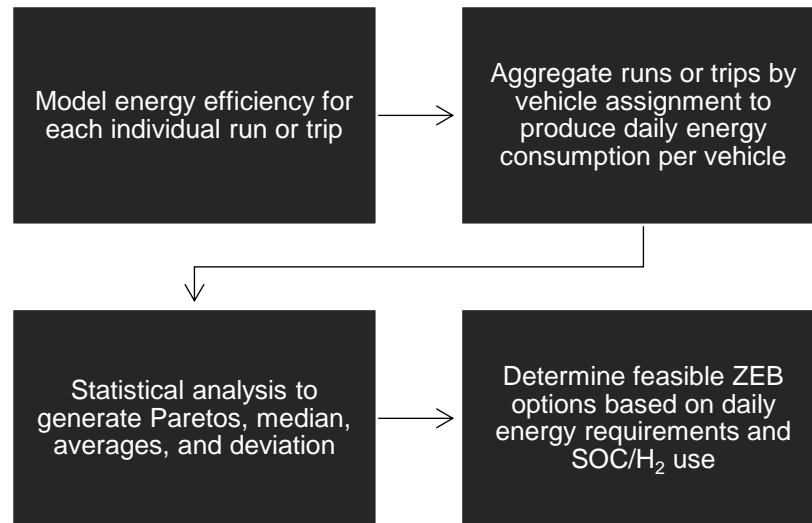 Model energy efficiency for
each individual run or trip
Aggregate runs or trips by
vehicle assignment to
produce daily energy
consumption per vehicle
Statistical analysis to
generate Paretos, median,
averages, and deviation
Determine feasible ZEB
options based on daily
energy requirements and
SOC/H₂ use